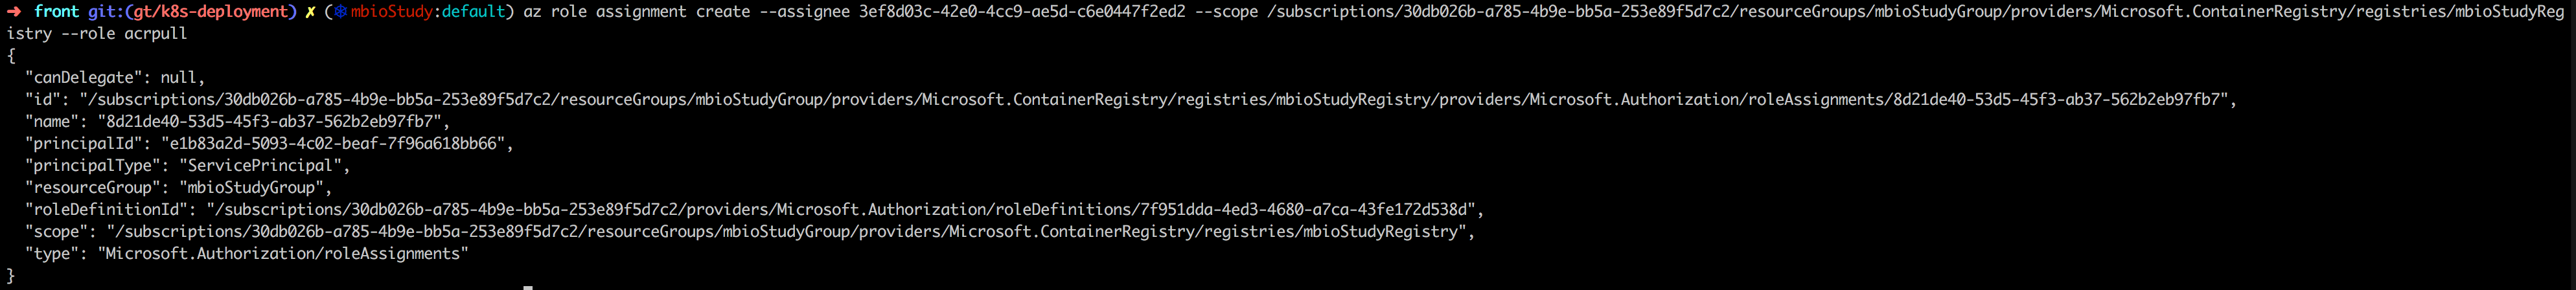 ➜  front git:(gt/k8s-deployment) ✗ (⎈ mbioStudy:default) az role assignment create --assignee 3ef8d03c-42e0-4cc9-ae5d-c6e0447f2ed2 --scope /subscriptions/30db026b-a785-4b9e-bb5a-253e89f5d7c2/resourceGroups/mbioStudyGroup/providers/Microsoft.ContainerRegistry/registries/mbioStudyReg
istry --role acrpull
{
  "canDelegate": null,
  "id": "/subscriptions/30db026b-a785-4b9e-bb5a-253e89f5d7c2/resourceGroups/mbioStudyGroup/providers/Microsoft.ContainerRegistry/registries/mbioStudyRegistry/providers/Microsoft.Authorization/roleAssignments/8d21de40-53d5-45f3-ab37-562b2eb97fb7",
  "name": "8d21de40-53d5-45f3-ab37-562b2eb97fb7",
  "principalId": "e1b83a2d-5093-4c02-beaf-7f96a618bb66",
  "principalType": "ServicePrincipal",
  "resourceGroup": "mbioStudyGroup",
  "roleDefinitionId": "/subscriptions/30db026b-a785-4b9e-bb5a-253e89f5d7c2/providers/Microsoft.Authorization/roleDefinitions/7f951dda-4ed3-4680-a7ca-43fe172d538d",
  "scope": "/subscriptions/30db026b-a785-4b9e-bb5a-253e89f5d7c2/resourceGroups/mbioStudyGroup/providers/Microsoft.ContainerRegistry/registries/mbioStudyRegistry",
  "type": "Microsoft.Authorization/roleAssignments"
}